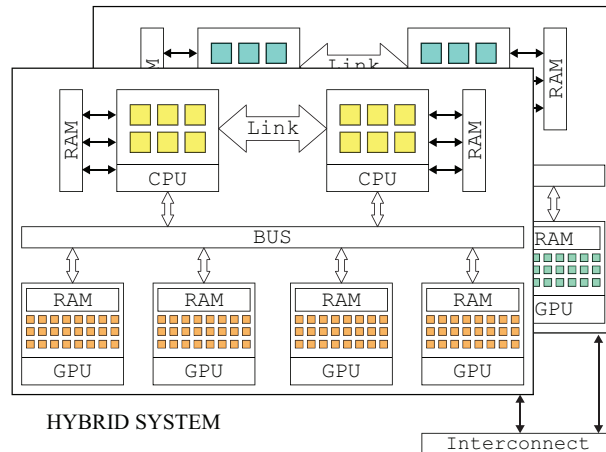 M
Link
RAM
RAM
Link
RAM
CPU
CPU
BUS
RAM
RAM
RAM
RAM
RAM
GPU
GPU
GPU
GPU
GPU
HYBRID SYSTEM
Interconnect